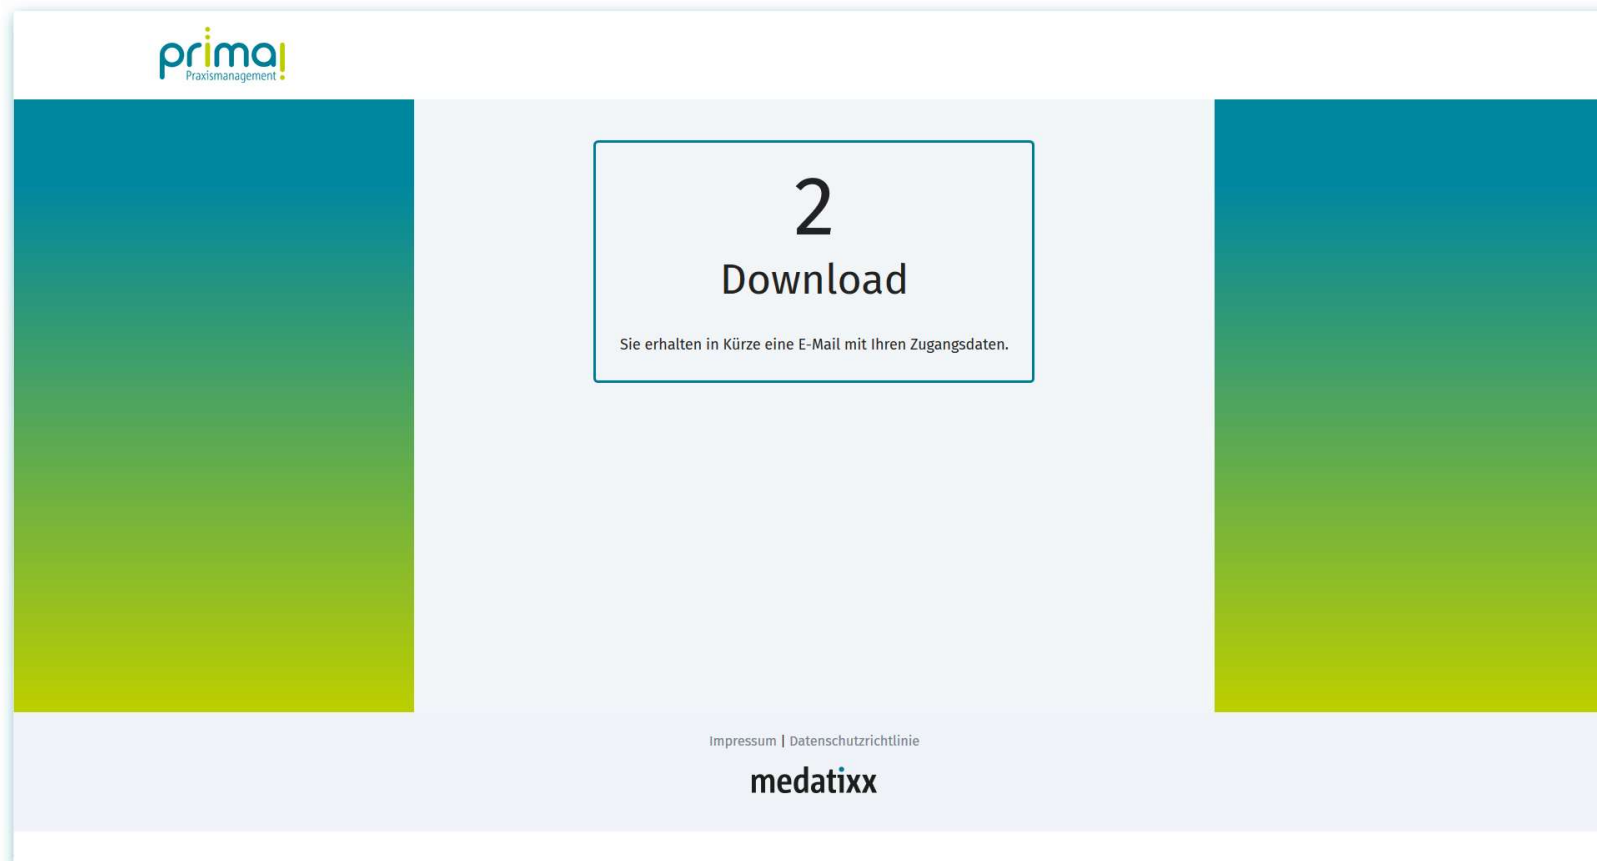 prima!
Praxismanagement
2
Download
Sie erhalten in Kürze eine E-Mail mit Ihren Zugangsdaten.
Impressum | Datenschutzrichtlinie
medatixx